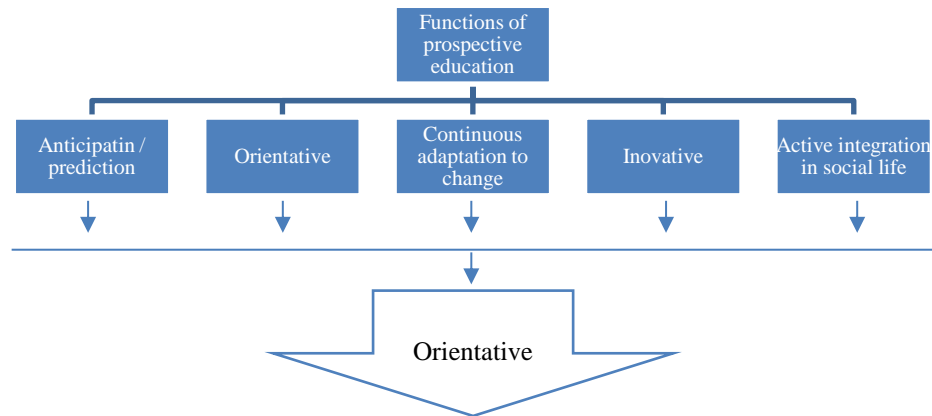 Functions of
prospective
education
Anticipatin /
prediction
Orientative
Continuous
adaptation to
change
Inovative
Active integration
in social life
Orientative